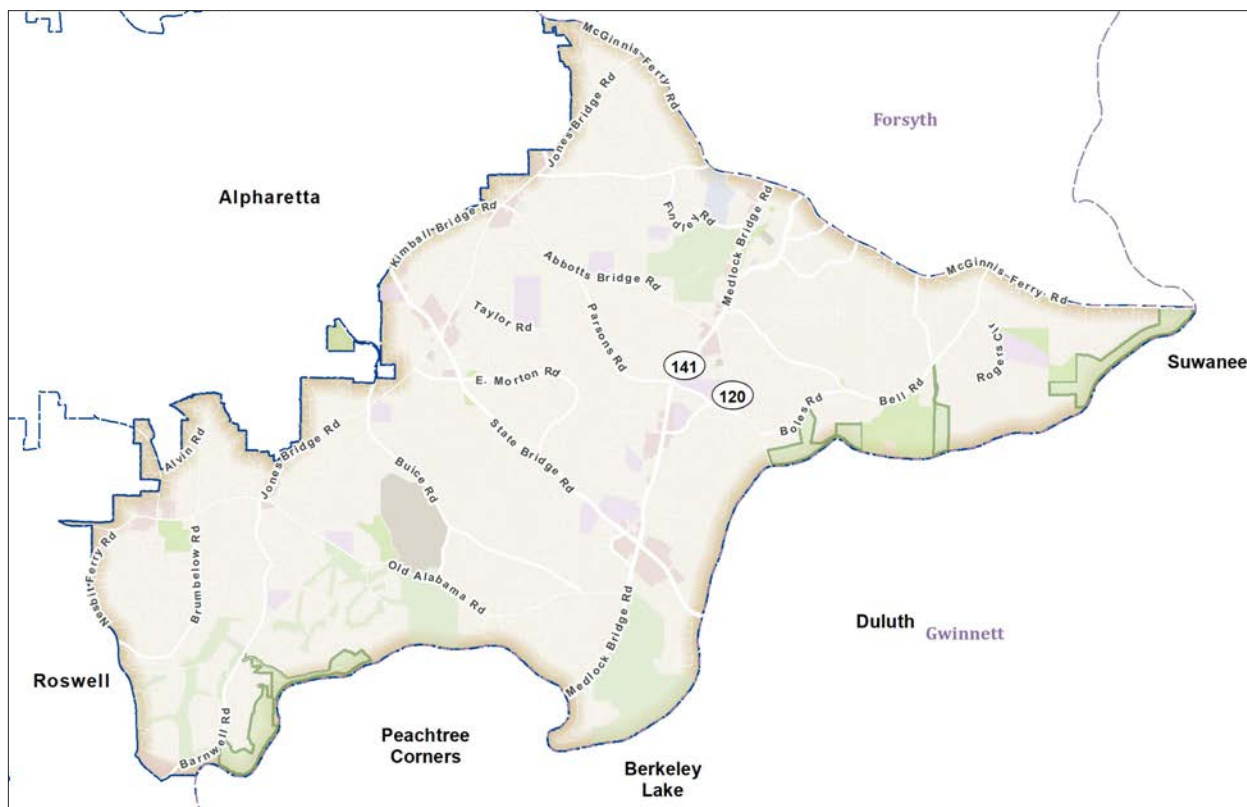 McGinnis-Ferry Rd
Jones-Bridge Rd
Forsyth
Alpharetta
Kimball-Bridge Rd
Findley Rd
Medlock Bridge Rd
Abbotts Bridge Rd
McGinnis-Ferry Rd
Taylor Rd
Parsons Rd
Rogers Cir
Suwanee
141
E. Morton Rd
120
Bell Rd
Boles Rd
Alvin Rd
Jones-Bridge Rd
State Bridge Rd
Buice Rd
Nesbit-Ferry Rd
Brumbelow Rd
Old Alabama Rd
Medlock Bridge Rd
Duluth
Gwinnett
Roswell
Barnwell Rd
Peachtree
Corners
Berkeley
Lake